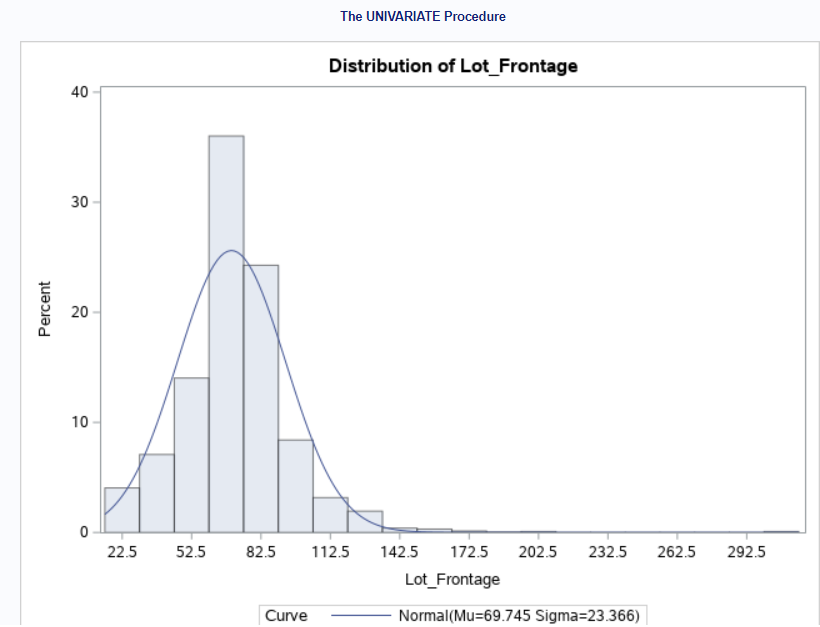 The UNIVARIATE Procedure
Distribution of Lot_Frontage
40
30
20
10
0
Percent
22.5 52.5 82.5 112.5 142.5 172.5 202.5 232.5 262.5 292.5
Lot_Frontage
Curve Normal(Mu=69.745 Sigma=23.366)